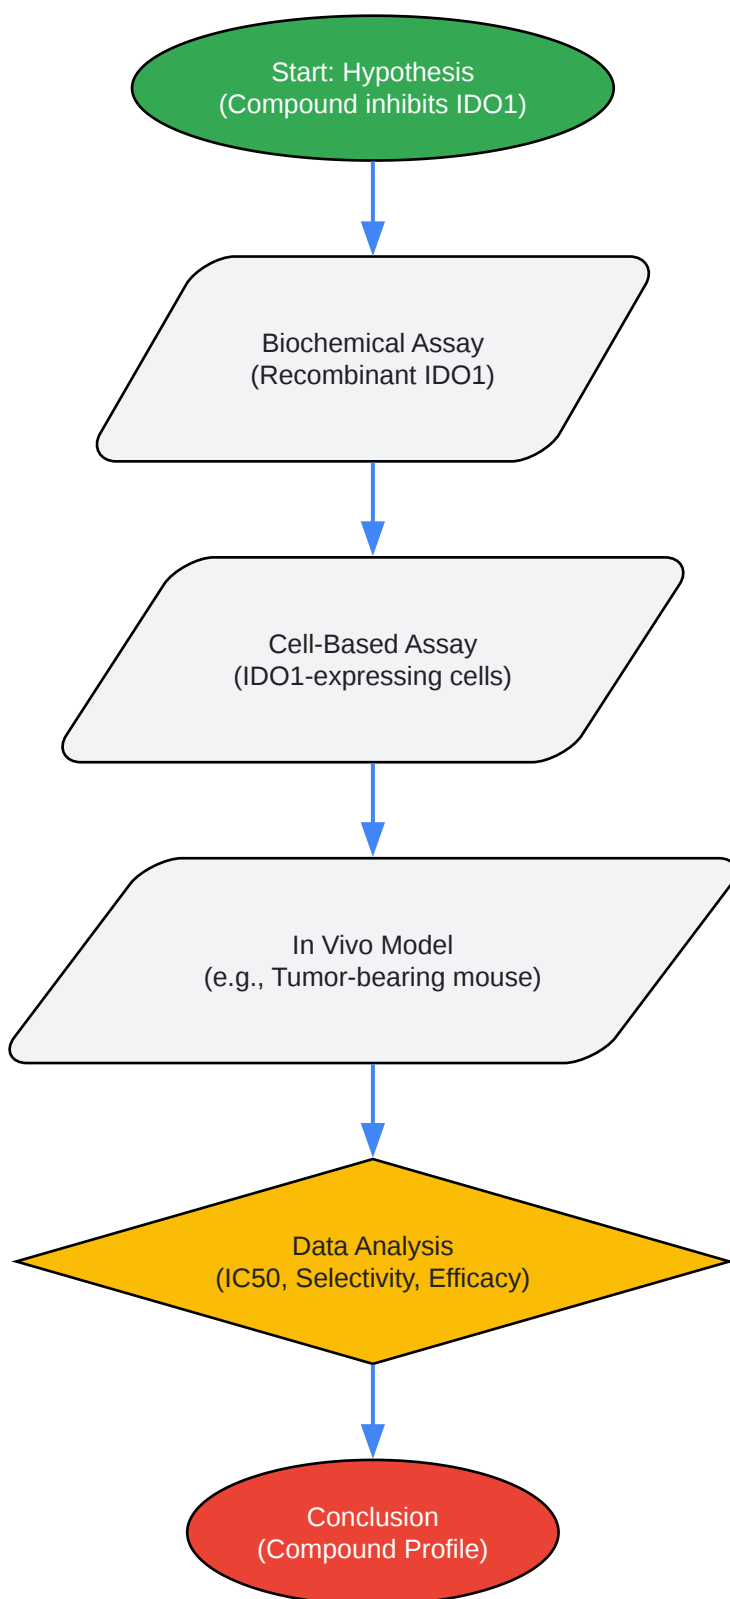 Start: Hypothesis
(Compound inhibits IDO1)
Biochemical Assay
(Recombinant IDO1)
Cell-Based Assay
(IDO1-expressing cells)
In Vivo Model
(e.g., Tumor-bearing mouse)
Data Analysis
(IC50, Selectivity, Efficacy)
Conclusion
(Compound Profile)